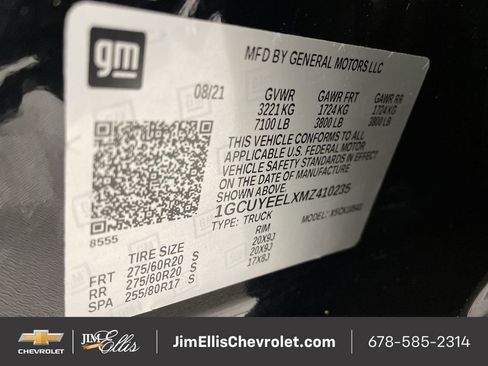 gm
MFD BY GENERAL MOTORS LLC
08/21
GVWR GAWR FRT GAWR RR
3221 KG 1724 KG 1724 KG
7100 LB 3800 LB 3800 LB
THIS VEHICLE CONFORMS TO ALL
APPLICABLE U.S. FEDERAL MOTOR
VEHICLE SAFETY STANDARDS IN EFFECT
ON THE DATE OF MANUFACTURE
SHOWN ABOVE.
1GCUYEELXMZ410235
TYPE: TRUCK MODEL:
8555
TIRE SIZE RIM
FRT 275/60R20 S 20X9J
RR 275/60R20 S 20X9J
SPA 255/80R17 S 17X8J
CHEVROLET
JIM Ellis
JimEllisChevrolet.com
678-585-2314